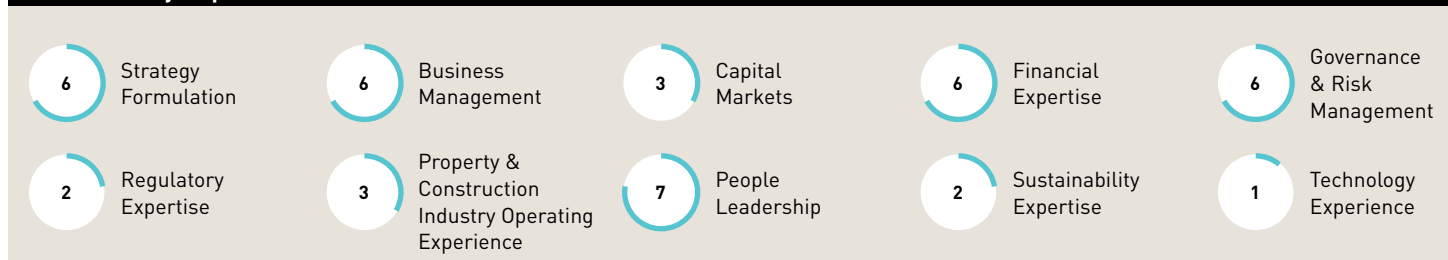 6
Strategy
Formulation
6
Business
Management
3
Capital
Markets
6
Financial
Expertise
6
Governance
& Risk
Management
2
Regulatory
Expertise
3
Property &
Construction
Industry Operating
Experience
7
People
Leadership
2
Sustainability
Expertise
1
Technology
Experience